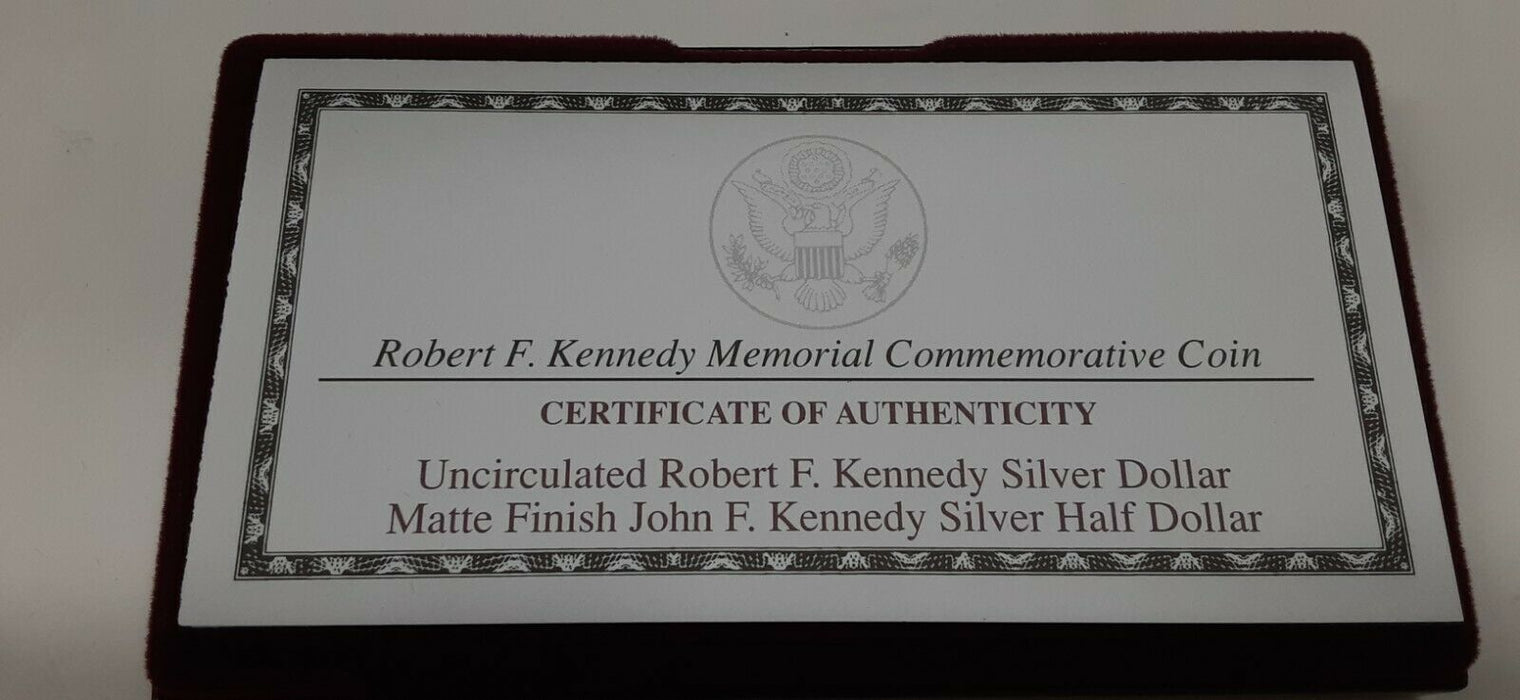 Robert F. Kennedy Memorial Commemorative Coin
CERTIFICATE OF AUTHENTICITY
Uncirculated Robert F. Kennedy Silver Dollar
Matte Finish John F. Kennedy Silver Half Dollar